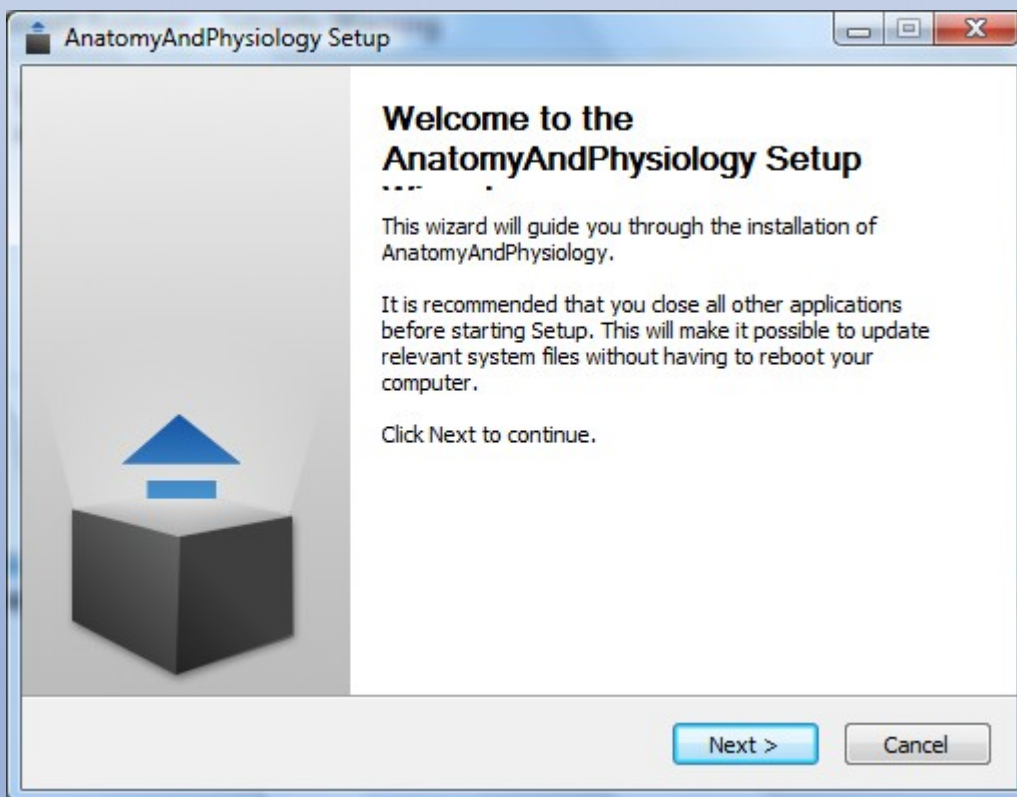 AnatomyAndPhysiology Setup
Welcome to the
AnatomyAndPhysiology Setup
This wizard will guide you through the installation of
AnatomyAndPhysiology.
It is recommended that you close all other applications
before starting Setup. This will make it possible to update
relevant system files without having to reboot your
computer.
Click Next to continue.
Next >
Cancel